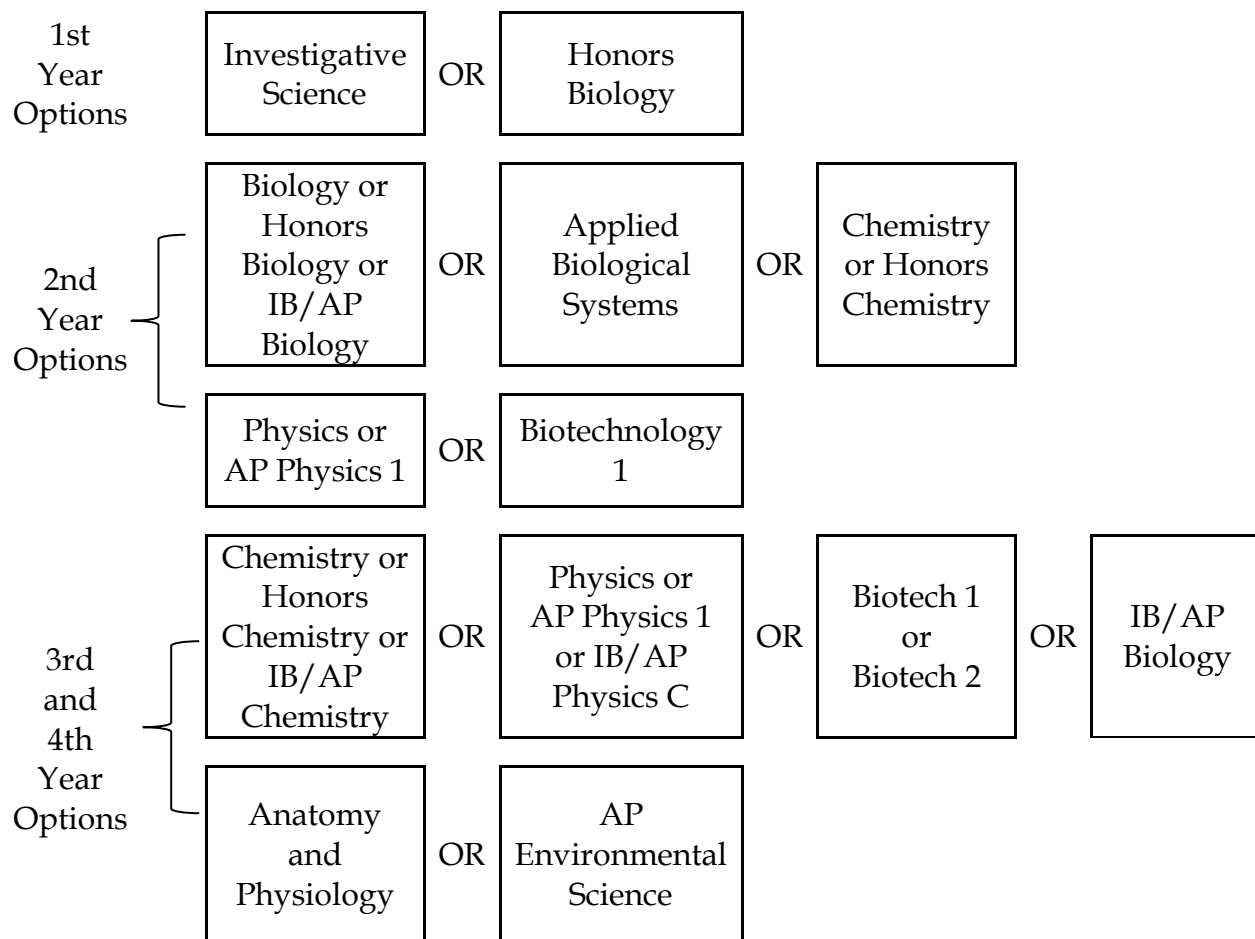 1st
Year
Options
Investigative
Science
OR
Honors
Biology
2nd
Year
Options
Biology or
Honors
Biology or
IB/AP
Biology
OR
Applied
Biological
Systems
OR
Chemistry
or Honors
Chemistry
Physics or
AP Physics 1
OR
Biotechnology
1
3rd
and
4th
Year
Options
Chemistry or
Honors
Chemistry or
IB/AP
Chemistry
OR
Physics or
AP Physics 1
or IB/AP
Physics C
OR
Biotech 1
or
Biotech 2
OR
IB/AP
Biology
Anatomy
and
Physiology
OR
AP
Environmental
Science